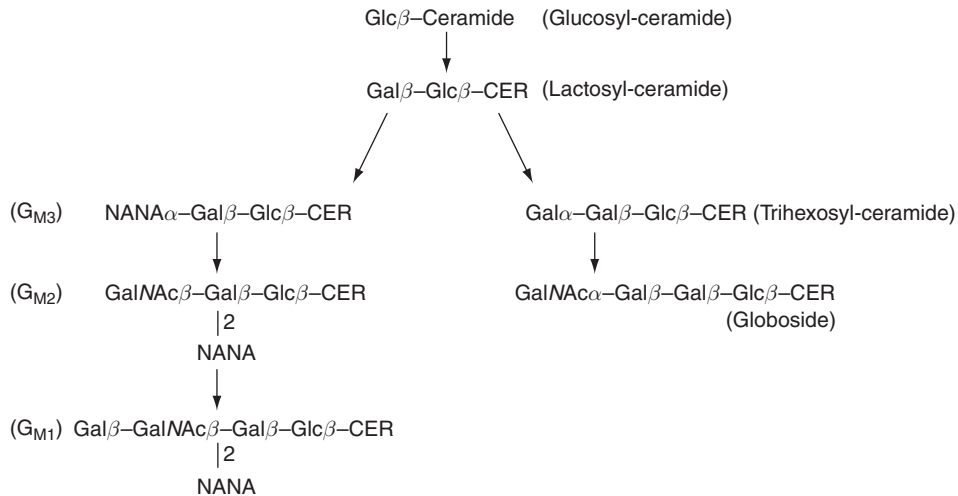 Glcβ–Ceramide (Glucosyl-ceramide)
Galβ–Glcβ–CER (Lactosyl-ceramide)
(GM3) NANAα–Galβ–Glcβ–CER
Galα–Galβ–Glcβ–CER (Trihexosyl-ceramide)
(GM2) GalNAcβ–Galβ–Glcβ–CER
2
NANA
GalNAcα–Galβ–Galβ–Glcβ–CER
(Globoside)
(GM1) Galβ–GalNAcβ–Galβ–Glcβ–CER
2
NANA